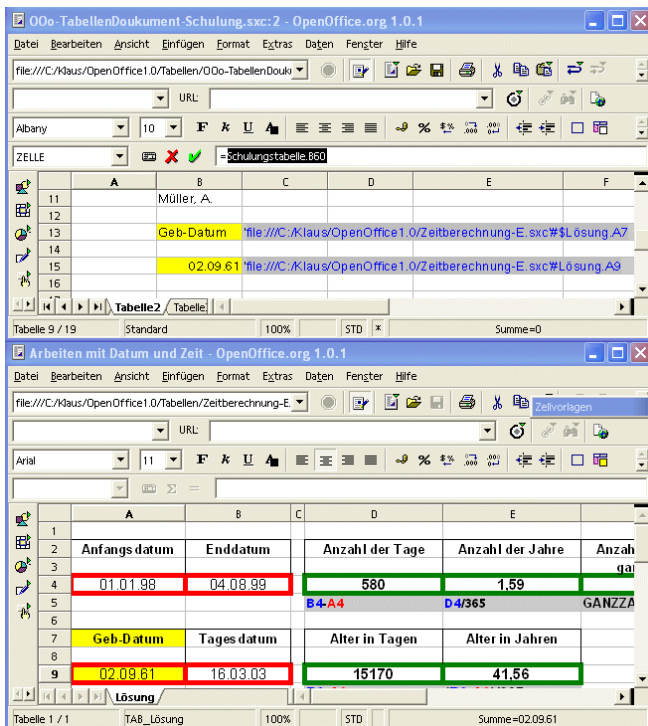 OOo-TabellenDoukument-Schulung.sxc:2 - OpenOffice.org 1.0.1
Datei Bearbeiten Ansicht Einfügen Format Extras Daten Fenster Hilfe
file:///C:/Klaus/OpenOffice1.0/Tabellen/OOo-TabellenDouku
URL:
Albany 10 F k U A
ZELLE =Schulungstabelle.B60
A B C D E F
11 Müller, A.
12
13 Geb-Datum 'file:///C:/Klaus/OpenOffice1.0/Zeitberechnung-E.sxc'#$Lösung.A7
14
15 02.09.61 'file:///C:/Klaus/OpenOffice1.0/Zeitberechnung-E.sxc'#Lösung.A9
16
Tabelle2 Tabelle
Tabelle 9 / 19 Standard 100% STD * Summe=0
Arbeiten mit Datum und Zeit - OpenOffice.org 1.0.1
Datei Bearbeiten Ansicht Einfügen Format Extras Daten Fenster Hilfe
file:///C:/Klaus/OpenOffice1.0/Tabellen/Zeitberechnung-E. Zellvorlagen
URL:
Arial 11 F k U A
A B C D E
1
2 Anfangsdatum Enddatum Anzahl der Tage Anzahl der Jahre Anzah
3 gan
4 01.01.98 04.08.99 580 1,59
5 B4-A4 D4/365 GANZZA
6
7 Geb-Datum Tagesdatum Alter in Tagen Alter in Jahren
8
9 02.09.61 16.03.03 15170 41,56
Lösung
Tabelle 1 / 1 TAB_Lösung 100% STD Summe=02.09.61